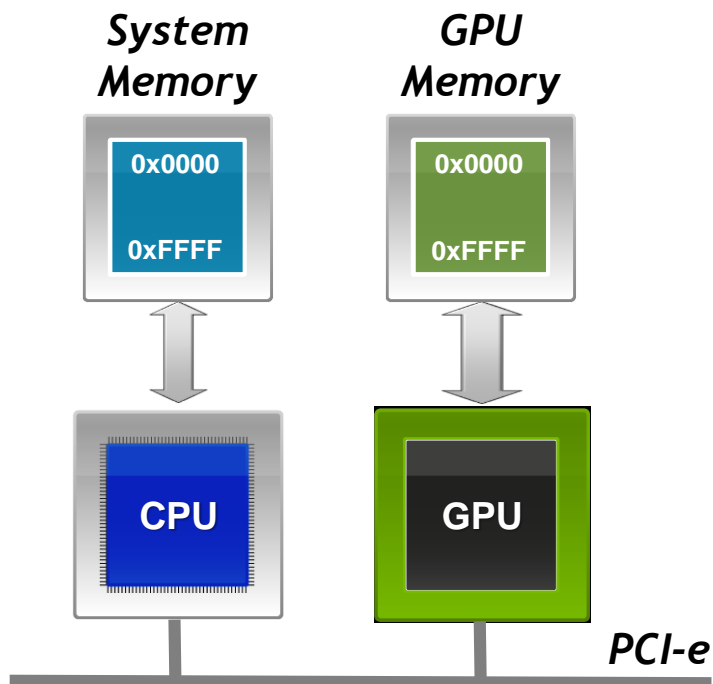 System
Memory
GPU
Memory
0x0000
0xFFFF
0x0000
0xFFFF
CPU
GPU
PCI-e